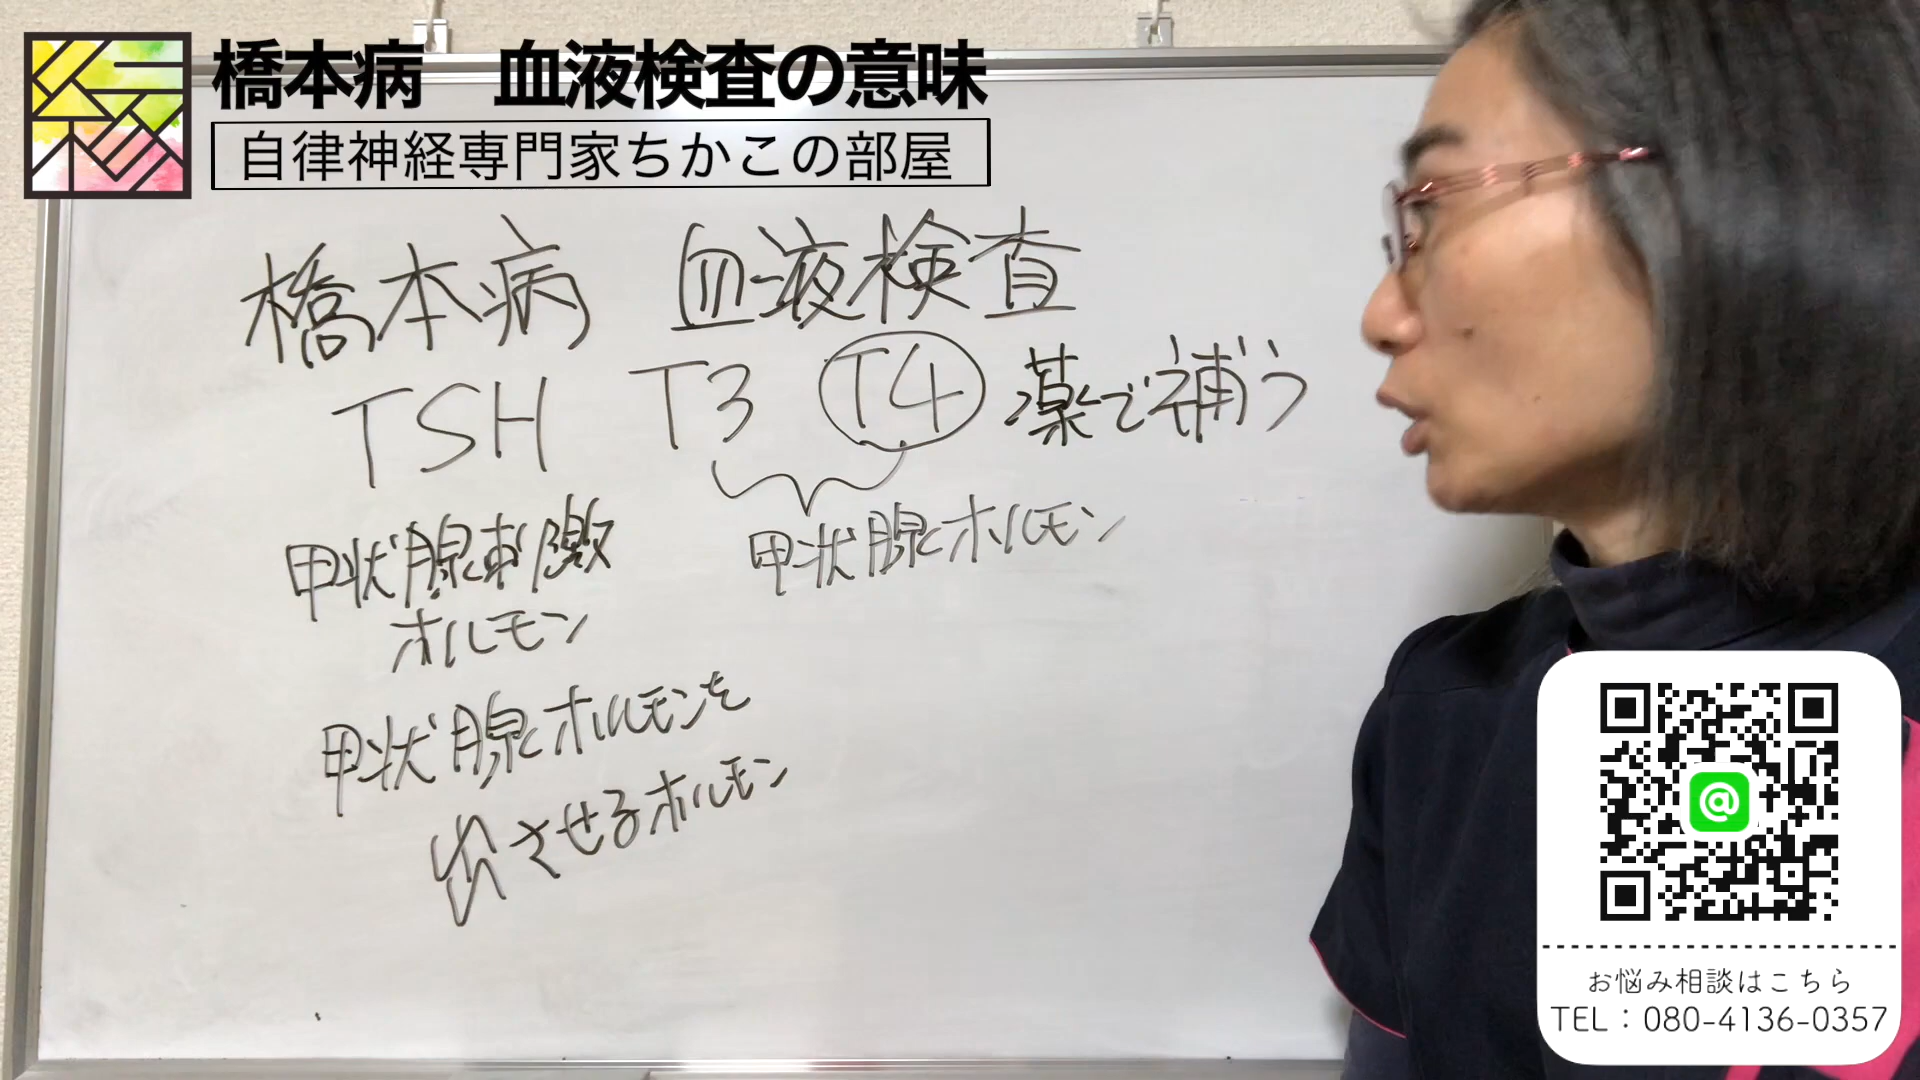 橋本病　血液検査の意味
自律神経専門家ちかこの部屋
橋本病　血液検査
TSH T3 T4 薬で補う
甲状腺刺激
ホルモン
甲状腺ホルモン
甲状腺ホルモンを
出させるホルモン
@
お悩み相談はこちら
TEL：080-4136-0357